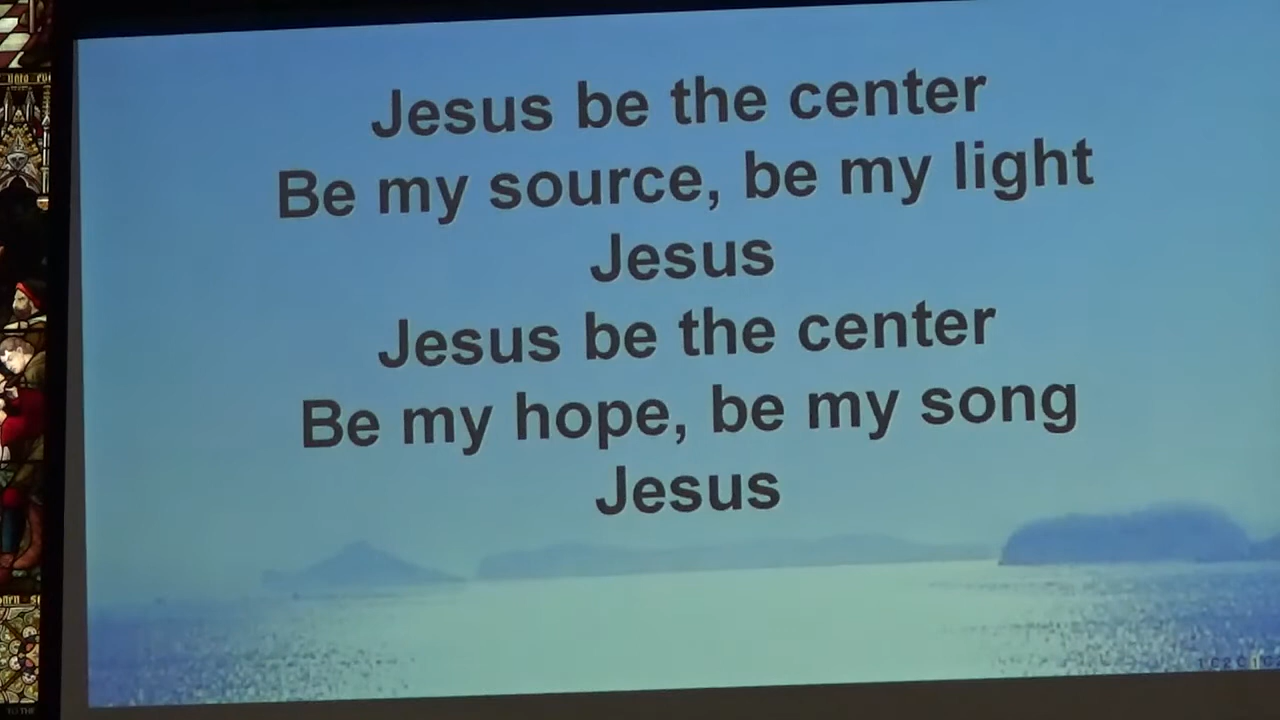 Jesus be the center
Be my source, be my light
Jesus
Jesus be the center
Be my hope, be my song
Jesus